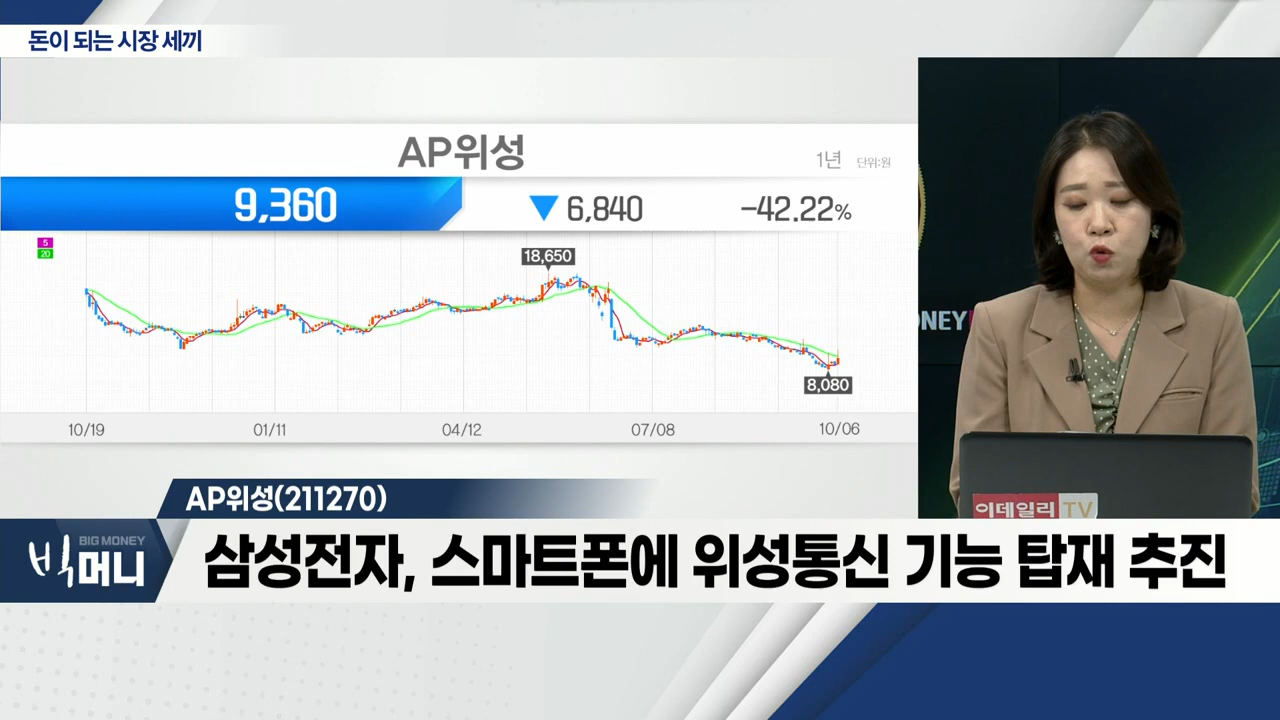 돈이 되는 시장 세끼
AP위성
1년 단위:원
9,360 ▼ 6,840 -42.22%
5
20
18,650
8,080
10/19 01/11 04/12 07/08 10/06
ONEY
이데일리TV
AP위성(211270)
BIG MONEY
빅머니
삼성전자, 스마트폰에 위성통신 기능 탑재 추진